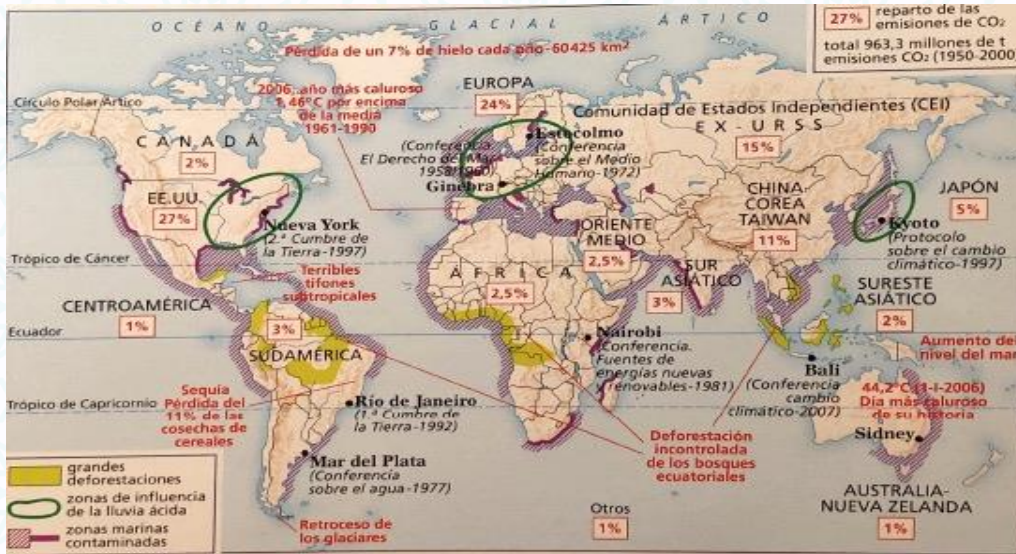 OCÉANO GLACIAL ÁRTICO
27% reparto de las
emisiones de CO₂
total 963,3 millones de t
emisiones CO₂ (1950-2000)
Pérdida de un 7% de hielo cada año-60425 km²
Círculo Polar Ártico
2006: año más caluroso
1,46°C por encima
de la media
1961-1990
EUROPA
24%
Comunidad de Estados Independientes (CEI)
EX-URSS
15%
CANADÁ
2%
EE.UU.
27%
Nueva York
(2.ª Cumbre de
la Tierra-1997)
(Conferencia
El Derecho del Mar
1958/1960)
Ginebra
Estocolmo
(Conferencia
sobre el Medio
Humano-1972)
CHINA-
COREA
TAIWAN
11%
JAPÓN
5%
Kyoto
(Protocolo
sobre el cambio
climático-1997)
Trópico de Cáncer
Terribles
tifones
subtropicales
ÁFRICA
2,5%
ORIENTE
MEDIO
2,5%
SUR
ASIÁTICO
3%
SURESTE
ASIÁTICO
2%
CENTROAMÉRICA
1%
Ecuador
3%
SUDAMÉRICA
Nairobi
(Conferencia.
Fuentes de
energías nuevas
y renovables-1981)
Bali
(Conferencia
cambio
climático-2007)
Aumento del
nivel del mar
Trópico de Capricornio
Sequía
Pérdida del
11% de las
cosechas de
cereales
Río de Janeiro
(1.ª Cumbre de
la Tierra-1992)
Mar del Plata
(Conferencia
sobre el agua-1977)
Retroceso de
los glaciares
Deforestación
incontrolada
de los bosques
ecuatoriales
44,2°C (1-I-2006)
Día más caluroso
de su historia
Sidney
AUSTRALIA-
NUEVA ZELANDA
1%
Otros
1%
grandes
deforestaciones
zonas de influencia
de la lluvia ácida
zonas marinas
contaminadas